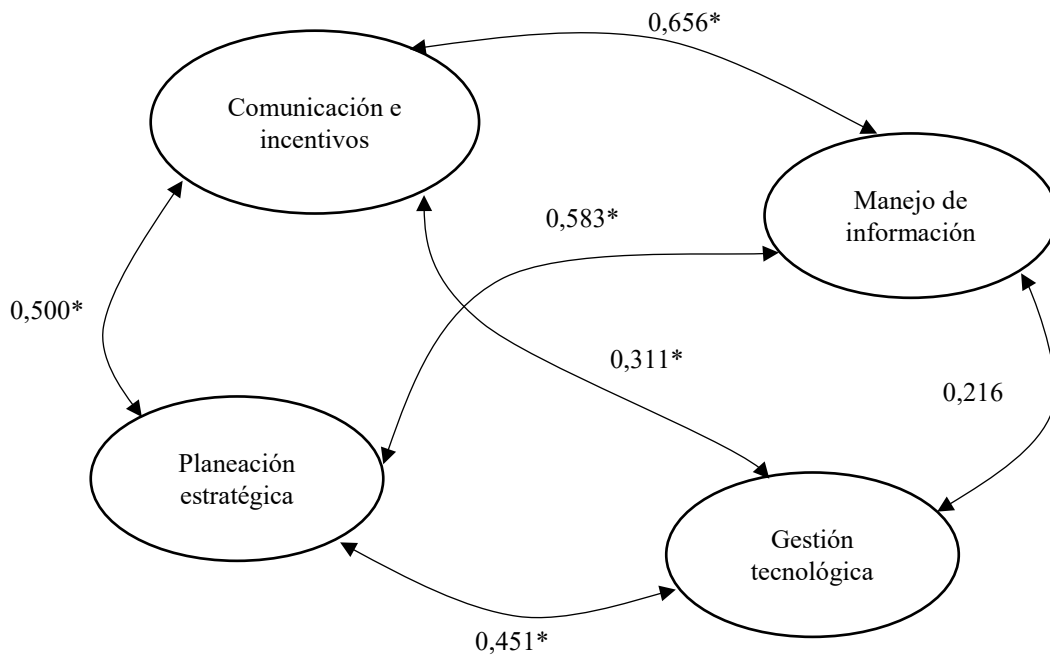 0,656*
Comunicación e
incentivos
Manejo de
información
0,583*
0,500*
0,311*
0,216
Planeación
estratégica
Gestión
tecnológica
0,451*